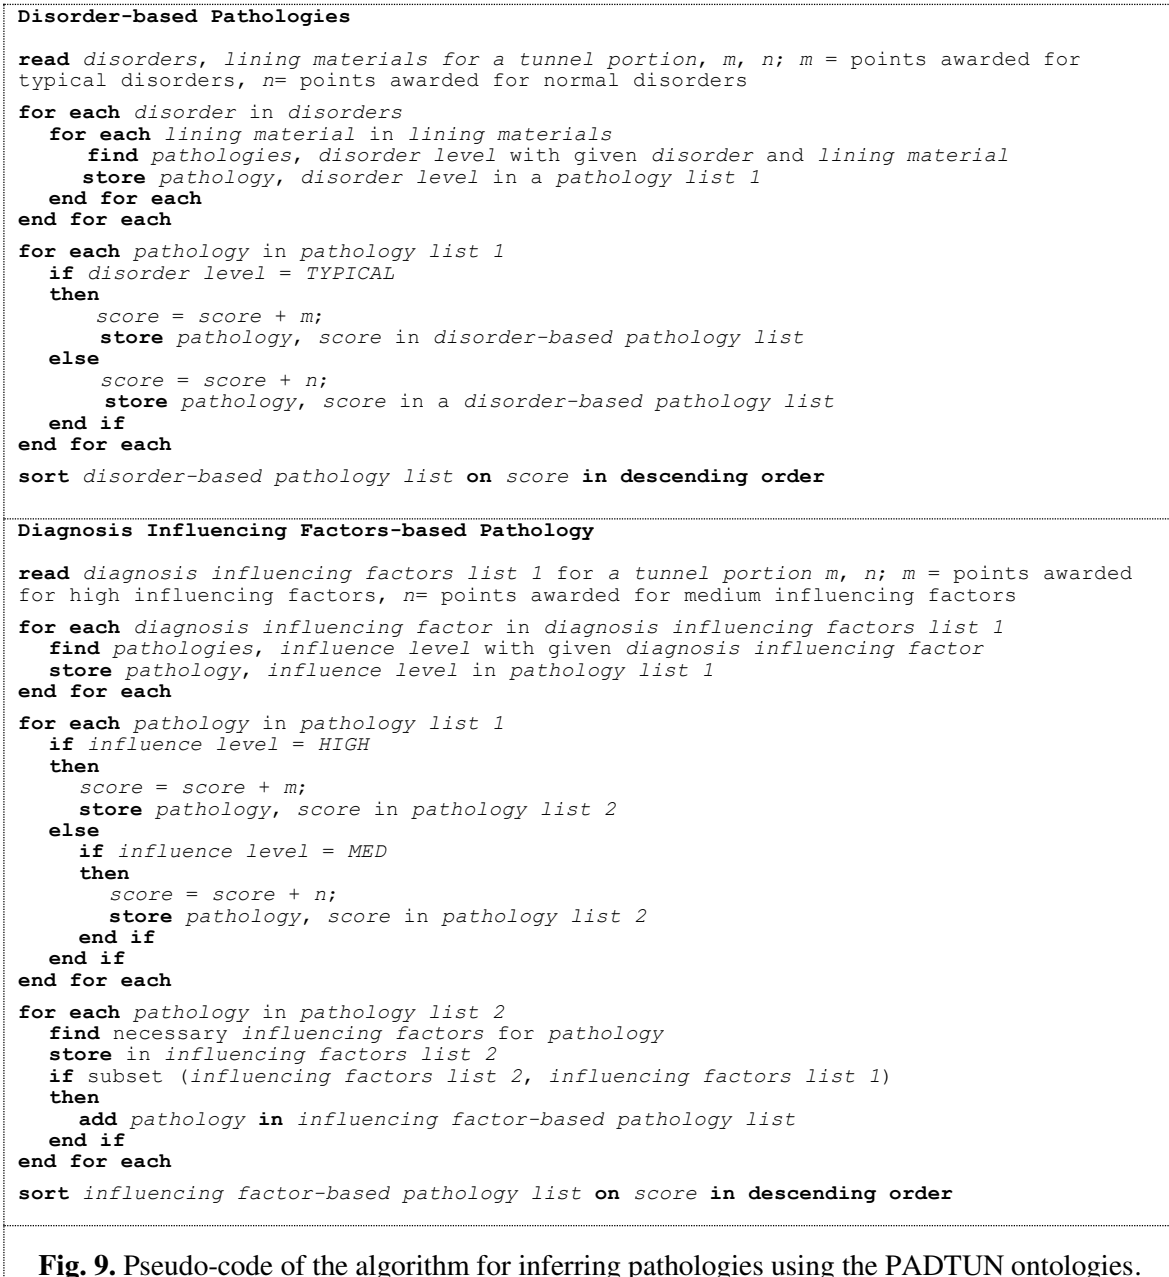 Disorder-based Pathologies
read disorders, lining materials for a tunnel portion, m, n; m = points awarded for
typical disorders, n= points awarded for normal disorders
for each disorder in disorders
for each lining material in lining materials
find pathologies, disorder level with given disorder and lining material
store pathology, disorder level in a pathology list 1
end for each
end for each
for each pathology in pathology list 1
if disorder level = TYPICAL
then
score = score + m;
store pathology, score in disorder-based pathology list
else
score = score + n;
store pathology, score in a disorder-based pathology list
end if
end for each
sort disorder-based pathology list on score in descending order
Diagnosis Influencing Factors-based Pathology
read diagnosis influencing factors list 1 for a tunnel portion m, n; m = points awarded
for high influencing factors, n= points awarded for medium influencing factors
for each diagnosis influencing factor in diagnosis influencing factors list 1
find pathologies, influence level with given diagnosis influencing factor
store pathology, influence level in pathology list 1
end for each
for each pathology in pathology list 1
if influence level = HIGH
then
score = score + m;
store pathology, score in pathology list 2
else
if influence level = MED
then
score = score + n;
store pathology, score in pathology list 2
end if
end if
end for each
for each pathology in pathology list 2
find necessary influencing factors for pathology
store in influencing factors list 2
if subset (influencing factors list 2, influencing factors list 1)
then
add pathology in influencing factor-based pathology list
end if
end for each
sort influencing factor-based pathology list on score in descending order
Fig. 9. Pseudo-code of the algorithm for inferring pathologies using the PADTUN ontologies.